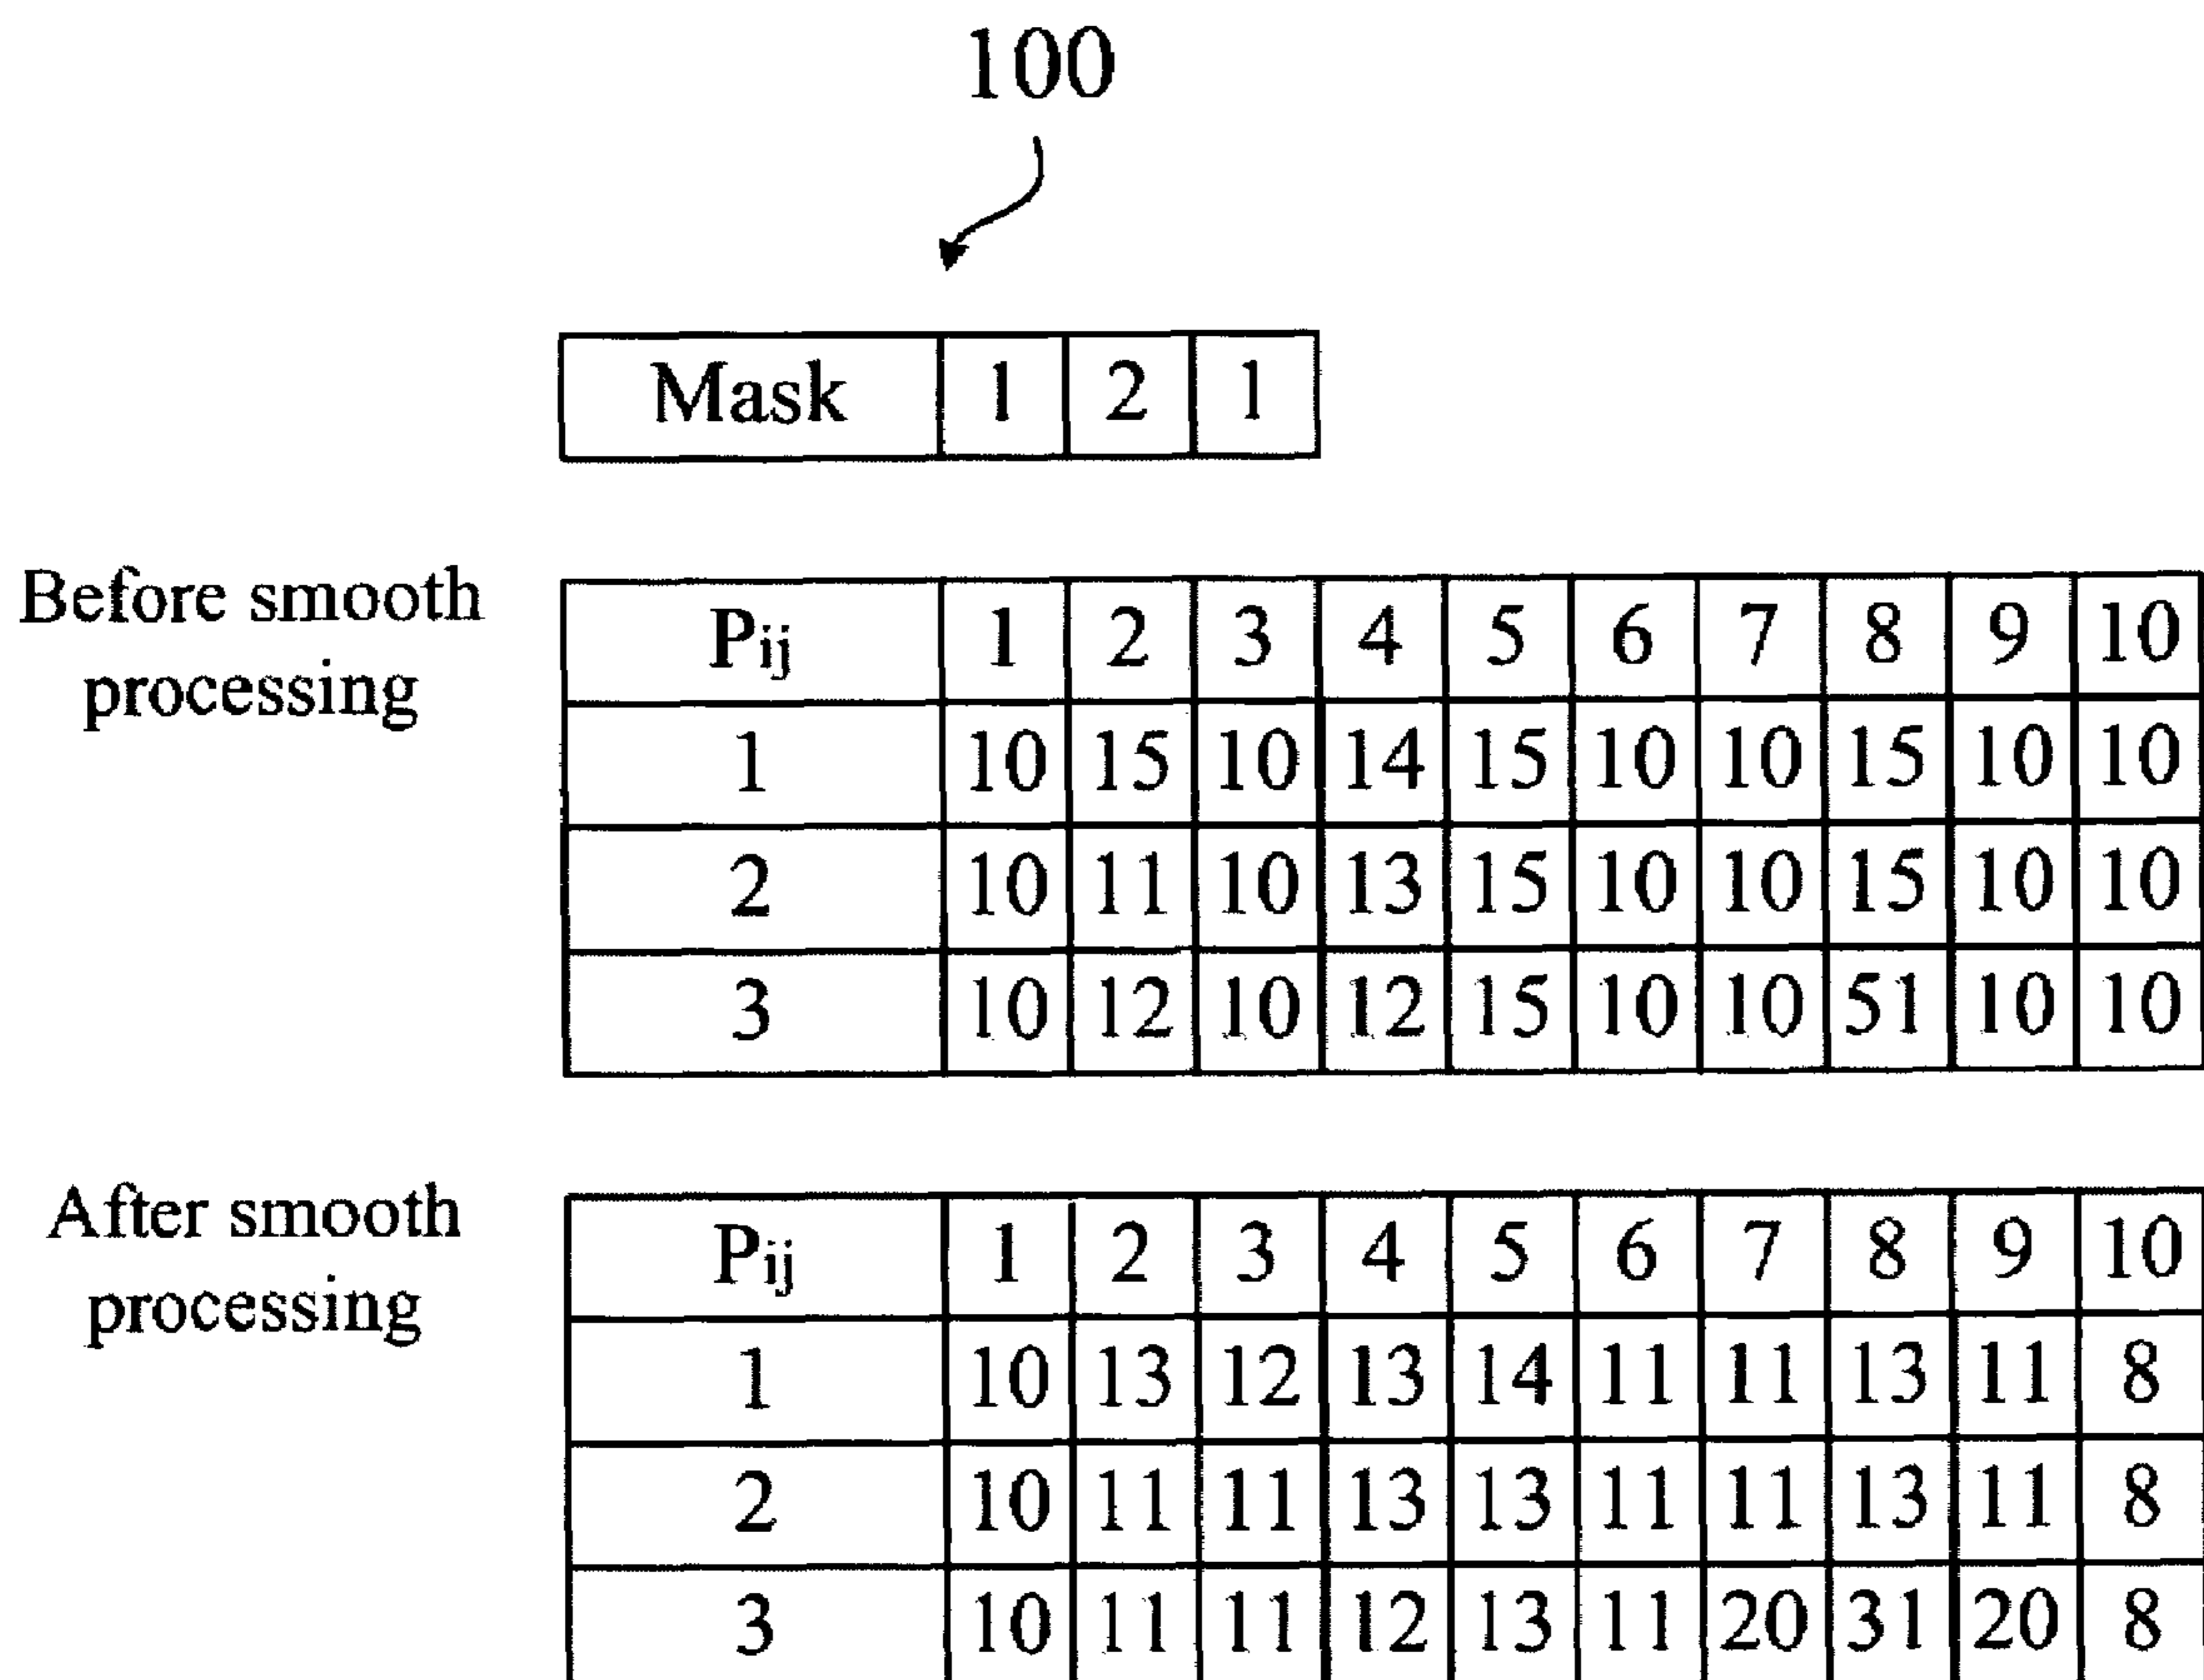 100
Mask 1 2 1
Before smooth processing
Pij 1 2 3 4 5 6 7 8 9 10
1 10 15 10 14 15 10 10 15 10 10
2 10 11 10 13 15 10 10 15 10 10
3 10 12 10 12 15 10 10 51 10 10
After smooth processing
Pij 1 2 3 4 5 6 7 8 9 10
1 10 13 12 13 14 11 11 13 11 8
2 10 11 11 13 13 11 11 13 11 8
3 10 11 11 12 13 11 20 31 20 8